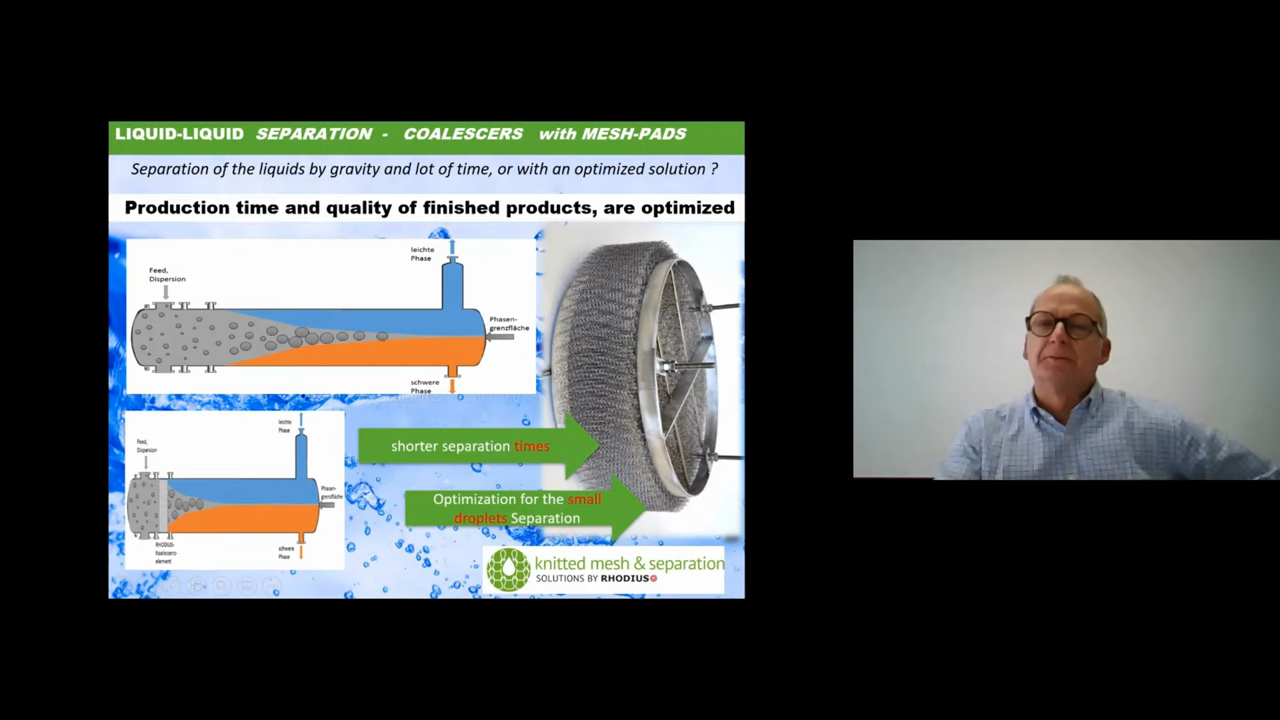 LIQUID-LIQUID SEPARATION - COALESCERS with MESH-PADS
Separation of the liquids by gravity and lot of time, or with an optimized solution ?
Production time and quality of finished products, are optimized
leichte
Phase
Feed,
Dispersion
Phasen-
grenzfläche
schwere
Phase
leichte
Phase
Feed,
Dispersion
Phasen-
grenzfläche
schwere
Phase
RHODIUS-
Koaleszers-
element
shorter separation times
Optimization for the small
droplets Separation
knitted mesh & separation
SOLUTIONS BY RHODIUS